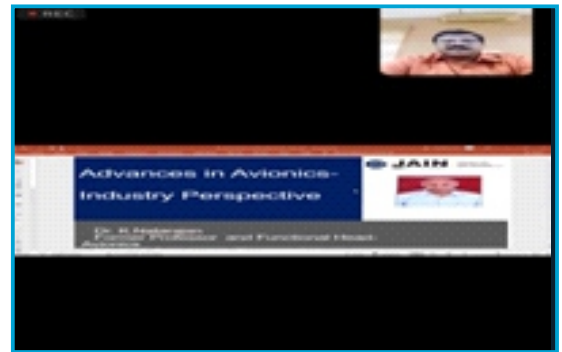 REC
Advances in Avionics-
Industry Perspective
JAIN
Dr. K Natarajan
Former Professor and Functional Head-
Avionics